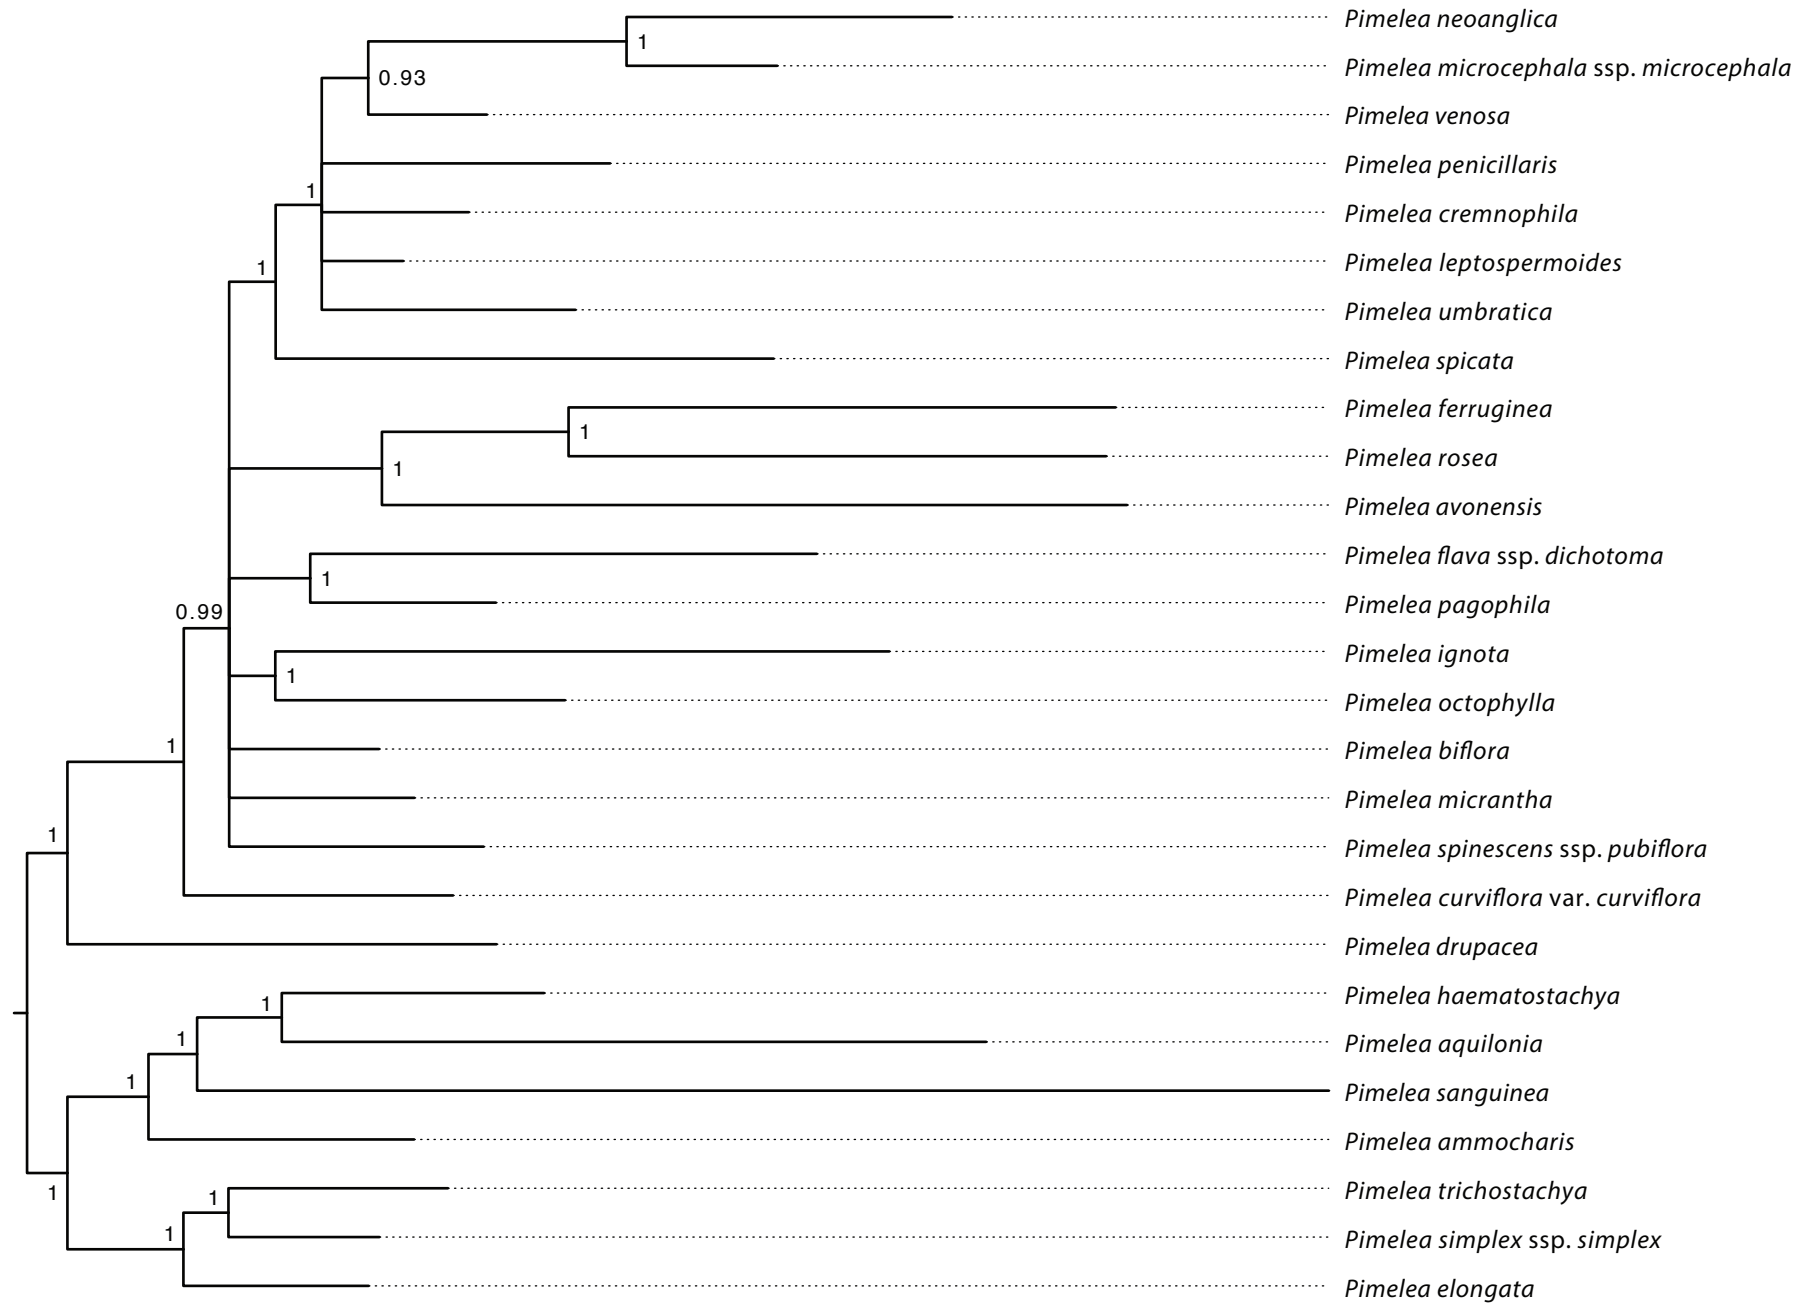 Pimelea neoanglica
1
Pimelea microcephala ssp. microcephala
0.93
Pimelea venosa
Pimelea penicillaris
1
Pimelea cremnophila
Pimelea leptospermoides
1
Pimelea umbratica
Pimelea spicata
Pimelea ferruginea
1
Pimelea rosea
1
Pimelea avonensis
Pimelea flava ssp. dichotoma
1
Pimelea pagophila
0.99
Pimelea ignota
1
Pimelea octophylla
1
Pimelea biflora
Pimelea micrantha
1
Pimelea spinescens ssp. pubiflora
Pimelea curviflora var. curviflora
Pimelea drupacea
1
Pimelea haematostachya
1
Pimelea aquilonia
1
Pimelea sanguinea
Pimelea ammocharis
1
1
Pimelea trichostachya
1
Pimelea simplex ssp. simplex
Pimelea elongata